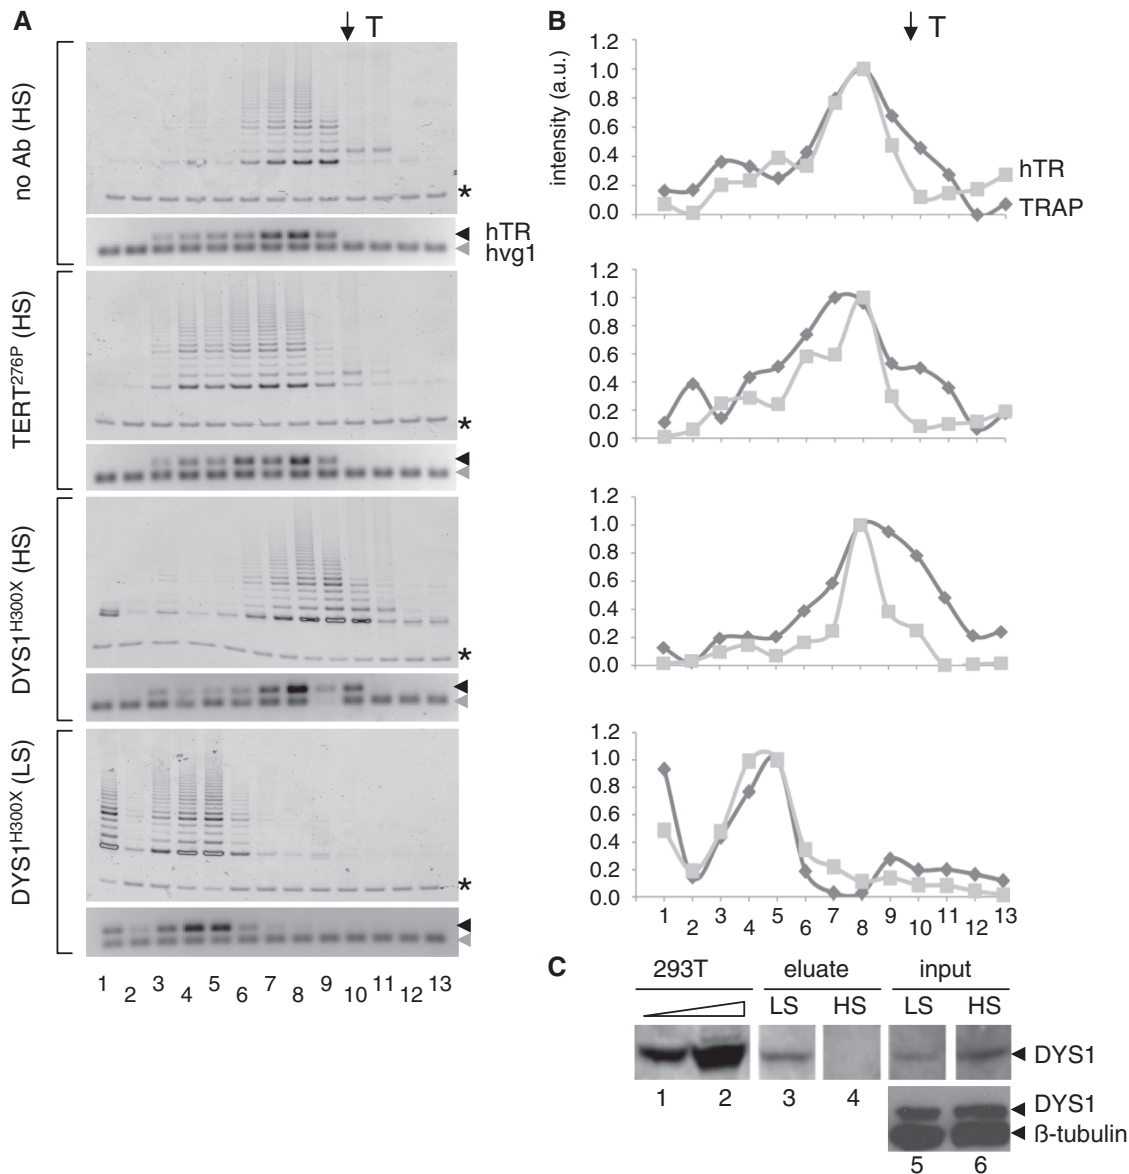 A
T
no Ab (HS)
*
hTR
hvg1
TERT276P (HS)
*
DYS1H300X (HS)
*
DYS1H300X (LS)
*
1 2 3 4 5 6 7 8 9 10 11 12 13
B
T
intensity (a.u.)
1.2
1.0
0.8
0.6
0.4
0.2
0.0
hTR
TRAP
1.2
1.0
0.8
0.6
0.4
0.2
0.0
1.2
1.0
0.8
0.6
0.4
0.2
0.0
1.2
1.0
0.8
0.6
0.4
0.2
0.0
1 2 3 4 5 6 7 8 9 10 11 12 13
C
293T eluate input
LS HS LS HS
DYS1
1 2 3 4
DYS1
ß-tubulin
5 6